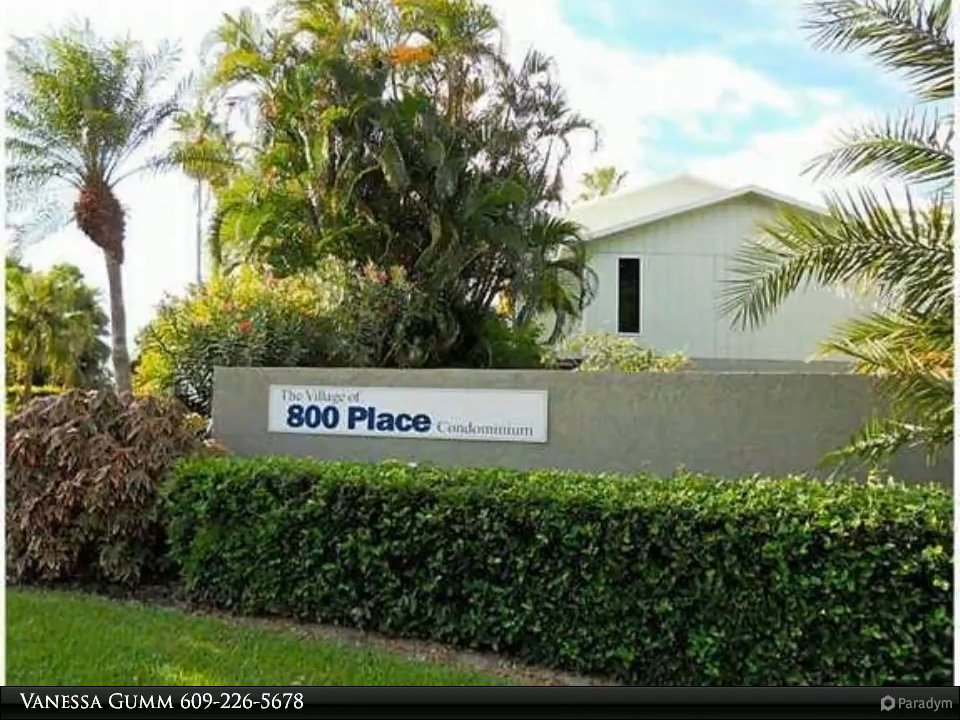 The Village of
800 Place Condominium
Vanessa Gumm 609-226-5678
Paradym